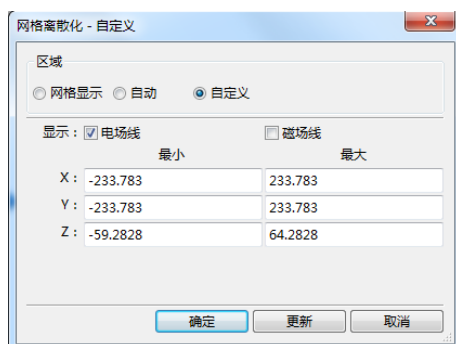 网格离散化 - 自定义
区域
网格显示 自动 自定义
显示： 电场线 磁场线
最小 最大
X： -233.783 233.783
Y： -233.783 233.783
Z： -59.2828 64.2828
确定 更新 取消